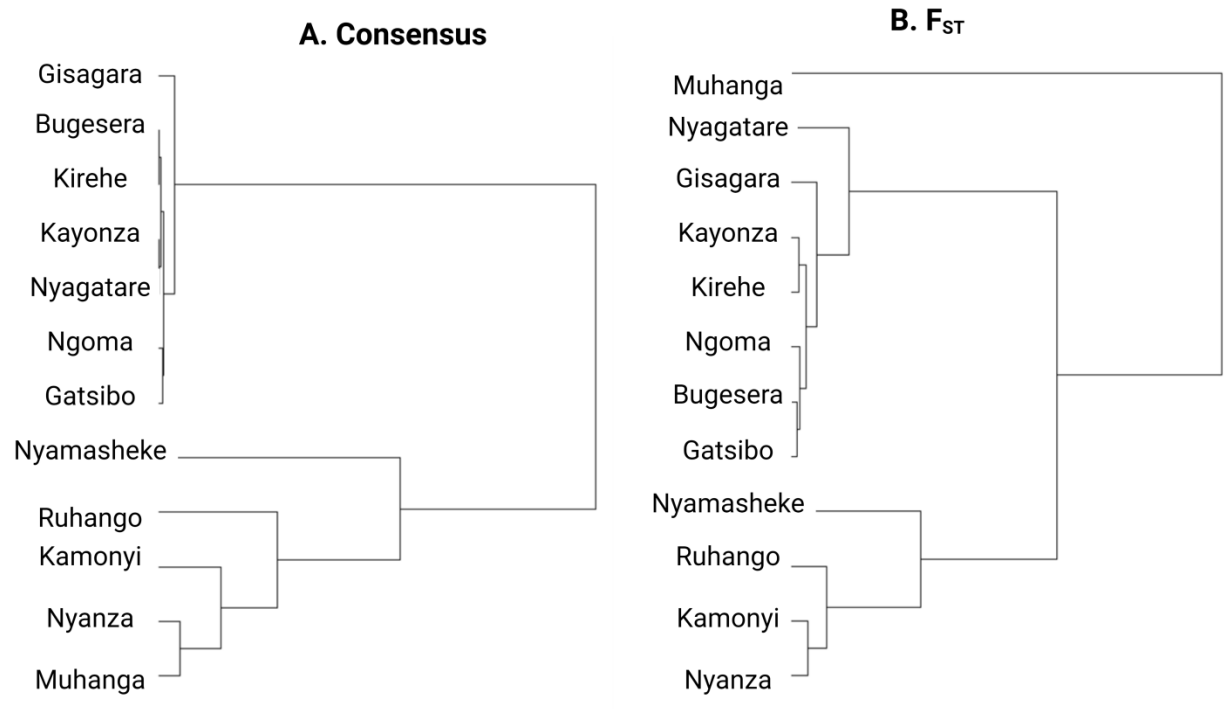 A. Consensus
Gisagara
Bugesera
Kirehe
Kayonza
Nyagatare
Ngoma
Gatsibo
Nyamasheke
Ruhango
Kamonyi
Nyanza
Muhanga
B. FST
Muhanga
Nyagatare
Gisagara
Kayonza
Kirehe
Ngoma
Bugesera
Gatsibo
Nyamasheke
Ruhango
Kamonyi
Nyanza